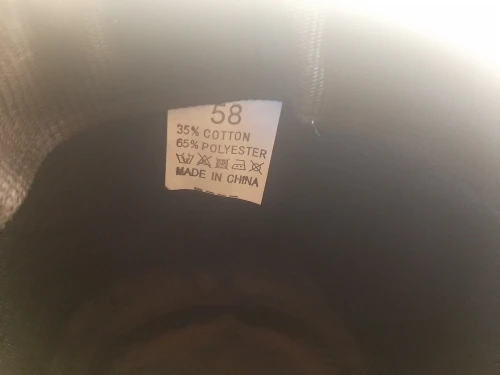 58
35% COTTON
65% POLYESTER
MADE IN CHINA